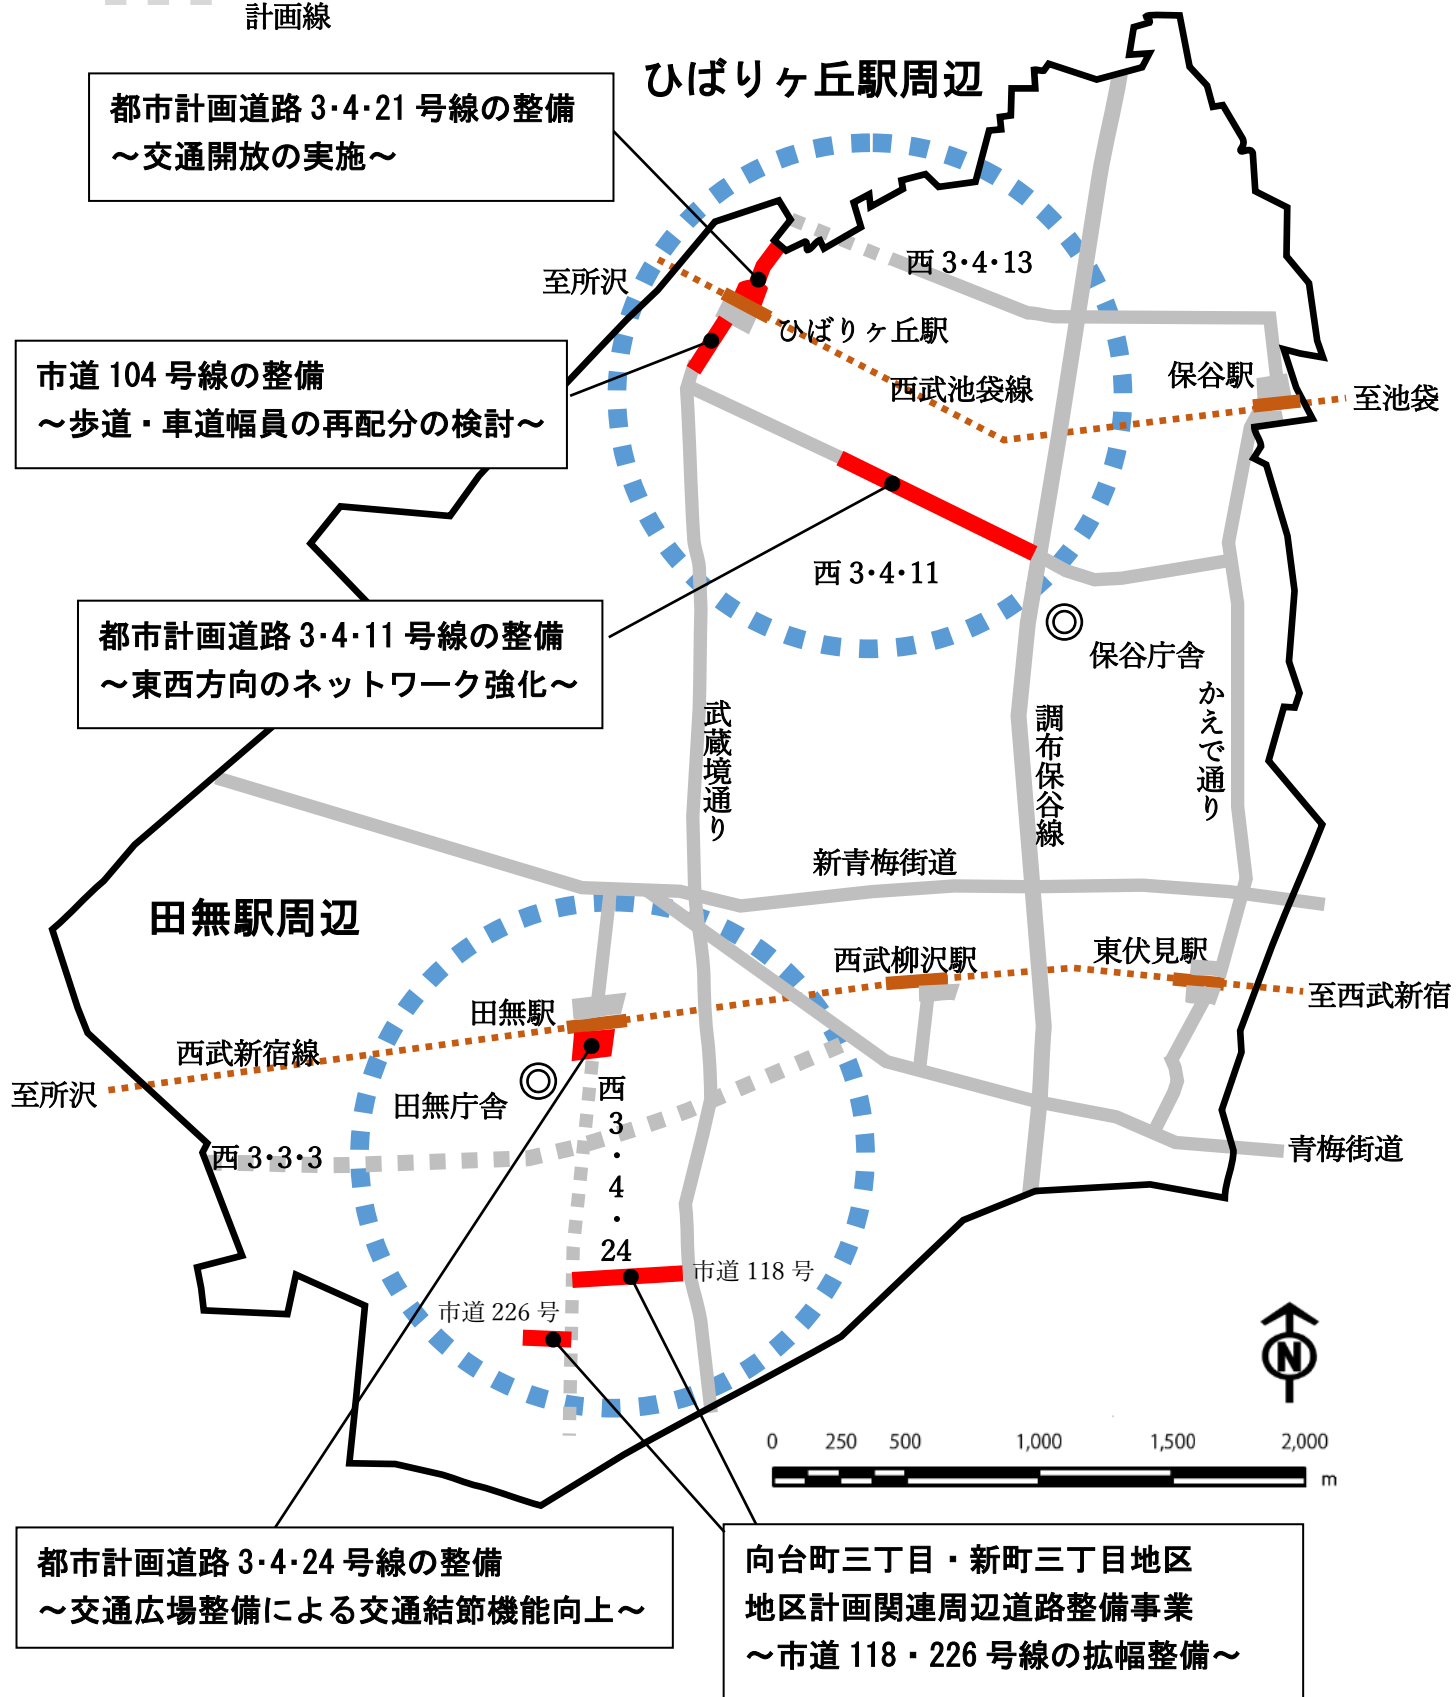 計画線
ひばりヶ丘駅周辺
都市計画道路 3・4・21 号線の整備
～交通開放の実施～
西 3・4・13
至所沢
ひばりヶ丘駅
市道 104 号線の整備
～歩道・車道幅員の再配分の検討～
西武池袋線
保谷駅
至池袋
西 3・4・11
都市計画道路 3・4・11 号線の整備
～東西方向のネットワーク強化～
保谷庁舎
武蔵境通り
調布保谷線
かえで通り
新青梅街道
田無駅周辺
西武柳沢駅
東伏見駅
至西武新宿
田無駅
西武新宿線
至所沢
田無庁舎
西3・4・24
西 3・3・3
青梅街道
市道 118 号
市道 226 号
N
0 250 500 1,000 1,500 2,000
m
都市計画道路 3・4・24 号線の整備
～交通広場整備による交通結節機能向上～
向台町三丁目・新町三丁目地区
地区計画関連周辺道路整備事業
～市道 118・226 号線の拡幅整備～